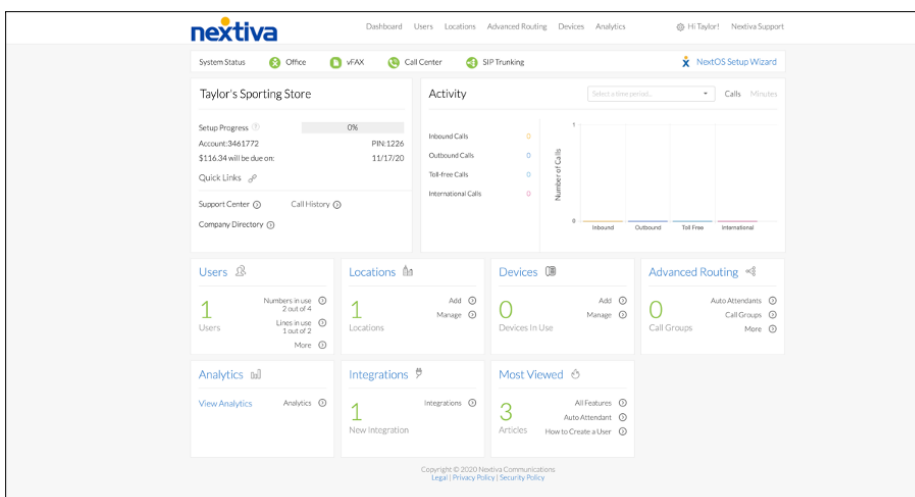 nextiva
Dashboard Users Locations Advanced Routing Devices Analytics
Hi Taylor! Nextiva Support
System Status Office vFAX Call Center SIP Trunking
NextOS Setup Wizard
Taylor's Sporting Store
Setup Progress 0%
Account:3461772 PIN:1226
$116.34 will be due on: 11/17/20
Quick Links
Support Center Call History
Company Directory
Activity
Select a time period... Calls Minutes
Inbound Calls 0
Outbound Calls 0
Toll-free Calls 0
International Calls 0
Number of Calls
1
0
Inbound Outbound Toll Free International
Users
1
Users
Numbers in use
2 out of 4
Lines in use
1 out of 2
More
Locations
1
Locations
Add
Manage
Devices
0
Devices In Use
Add
Manage
Advanced Routing
0
Call Groups
Auto Attendants
Call Groups
More
Analytics
View Analytics Analytics
Integrations
1
New Integration
Integrations
Most Viewed
3
Articles
All Features
Auto Attendant
How to Create a User
Copyright © 2020 Nextiva Communications
Legal | Privacy Policy | Security Policy